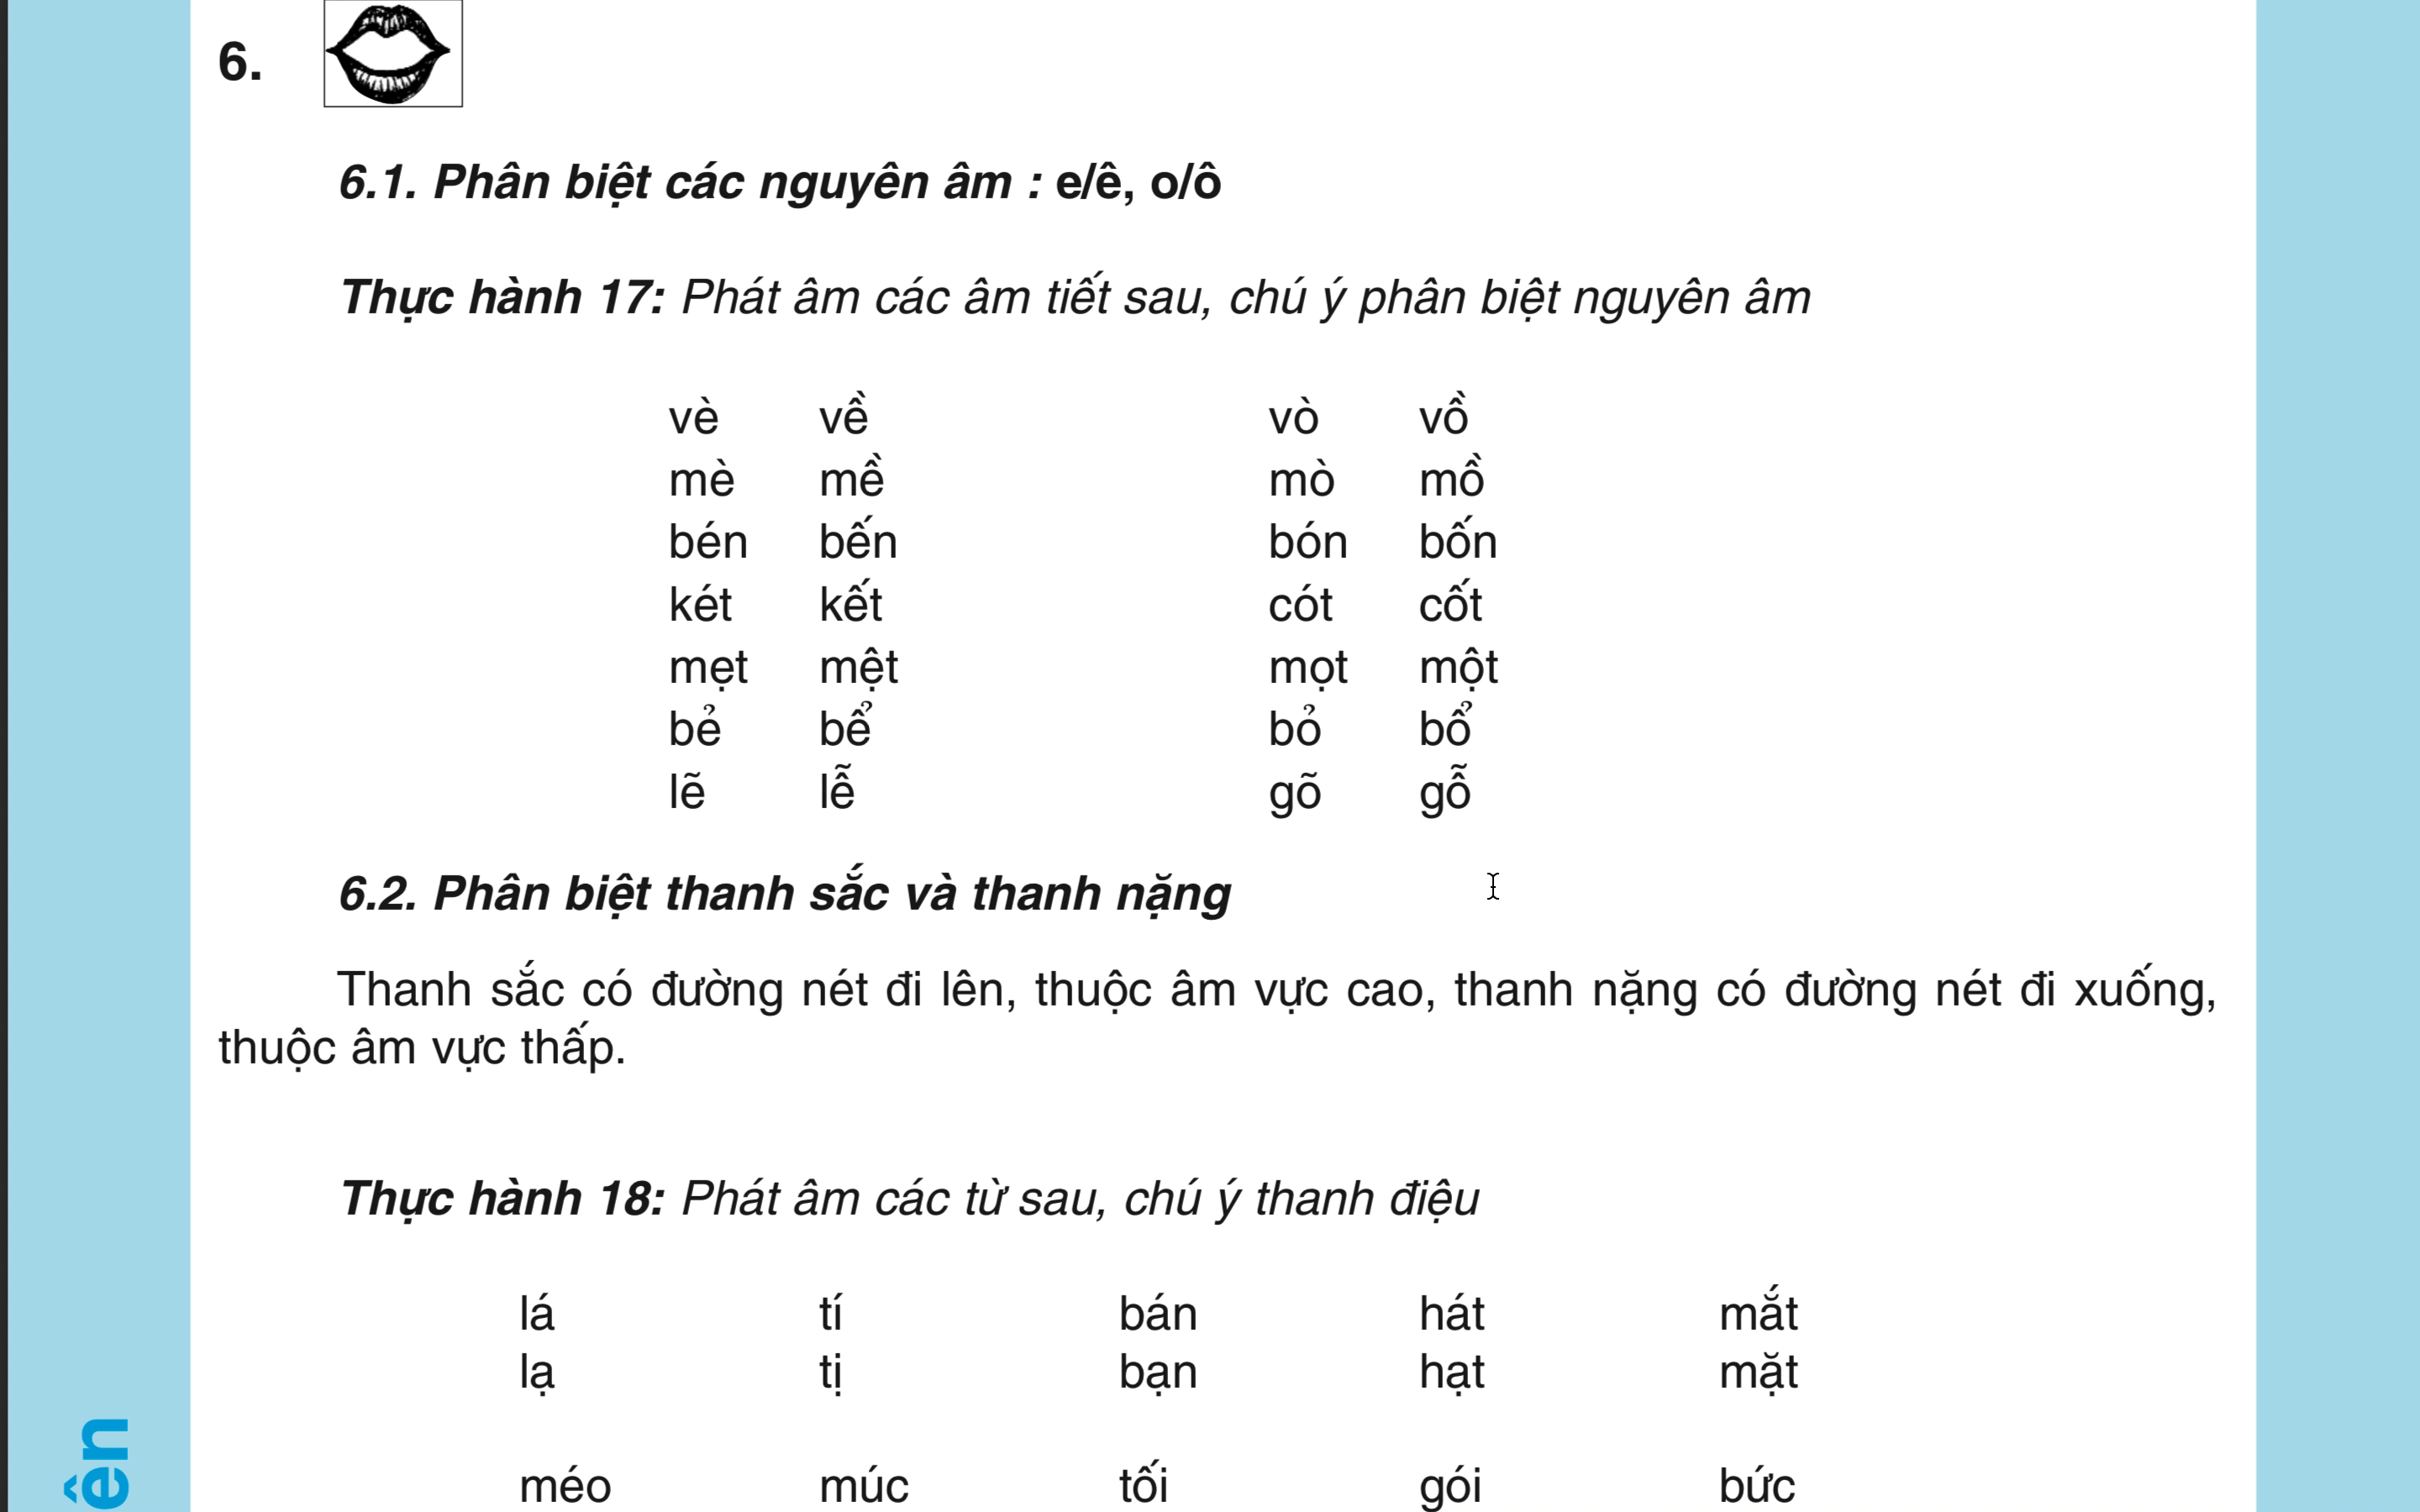 6.
6.1. Phân biệt các nguyên âm : e/ê, o/ô
Thực hành 17: Phát âm các âm tiết sau, chú ý phân biệt nguyên âm
vè về vò vồ
mè mề mò mồ
bén bến bón bốn
két kết cót cốt
mẹt mệt mọt một
bẻ bể bỏ bổ
lẽ lễ gõ gỗ
6.2. Phân biệt thanh sắc và thanh nặng
Thanh sắc có đường nét đi lên, thuộc âm vực cao, thanh nặng có đường nét đi xuống,
thuộc âm vực thấp.
Thực hành 18: Phát âm các từ sau, chú ý thanh điệu
lá tí bán hát mắt
lạ tị bạn hạt mặt
méo múc tối gói bức
ên